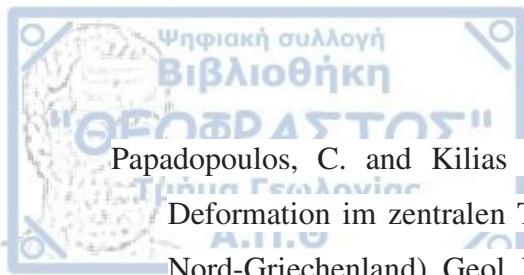 Ψηφιακή συλλογή
Βιβλιοθήκη
"ΘΕΟΦΡΑΣΤΟΣ"
Papadopoulos, C. and Kilias
Τμήμα Γεωλογίας
Deformation im zentralen
Α.Π.Θ
Nord-Griechenland) Geol